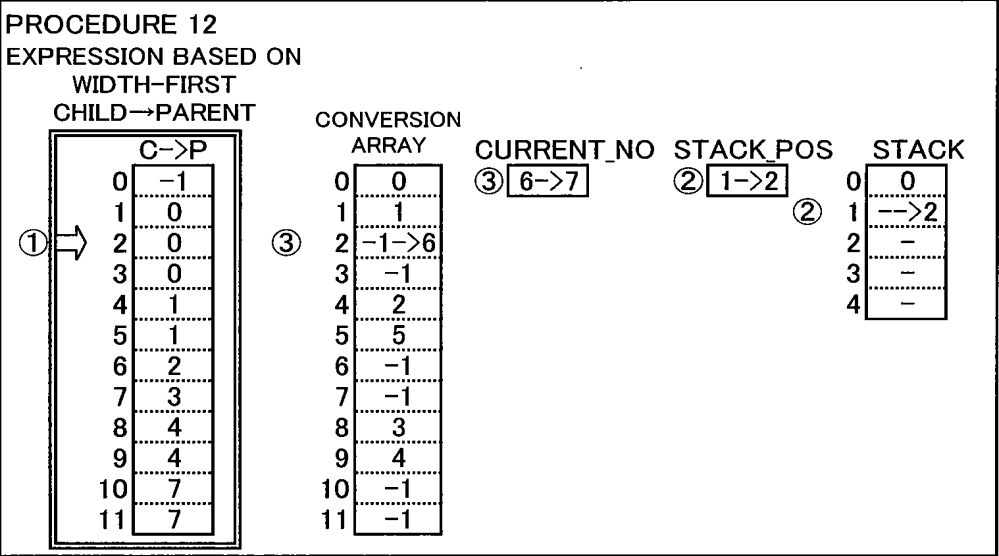 PROCEDURE 12
EXPRESSION BASED ON
WIDTH-FIRST
CHILD→PARENT
CONVERSION
ARRAY
C->P CURRENT_NO STACK_POS STACK
0 -1 0 0 ③ 6->7 ② 1->2 0 0
1 0 1 1 ② 1 -->2
① ⇨ 2 0 ③ 2 -1->6 2 -
3 0 3 -1 3 -
4 1 4 2 4 -
5 1 5 5
6 2 6 -1
7 3 7 -1
8 4 8 3
9 4 9 4
10 7 10 -1
11 7 11 -1